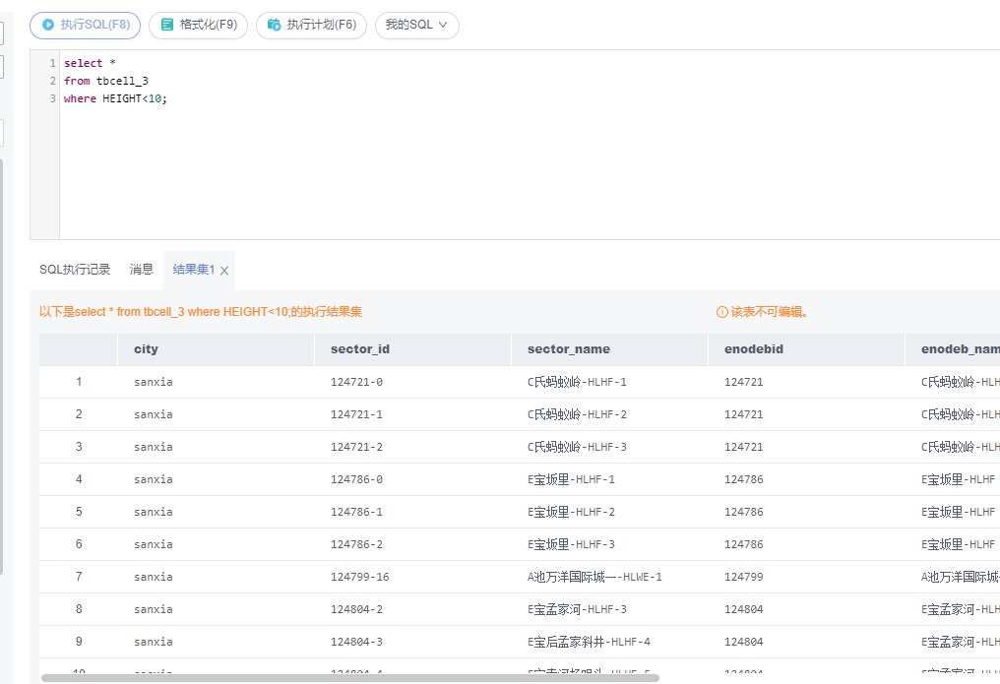 执行SQL(F8) 格式化(F9) 执行计划(F6) 我的SQL
1 select *
2 from tbcell_3
3 where HEIGHT<10;
SQL执行记录 消息 结果集1
以下是select * from tbcell_3 where HEIGHT<10;的执行结果集 该表不可编辑。
city sector_id sector_name enodebid enodeb_nam
1 sanxia 124721-0 C氏蚂蚁岭-HLHF-1 124721 C氏蚂蚁岭-HLH
2 sanxia 124721-1 C氏蚂蚁岭-HLHF-2 124721 C氏蚂蚁岭-HLH
3 sanxia 124721-2 C氏蚂蚁岭-HLHF-3 124721 C氏蚂蚁岭-HLH
4 sanxia 124786-0 E宝坂里-HLHF-1 124786 E宝坂里-HLHF
5 sanxia 124786-1 E宝坂里-HLHF-2 124786 E宝坂里-HLHF
6 sanxia 124786-2 E宝坂里-HLHF-3 124786 E宝坂里-HLHF
7 sanxia 124799-16 A池万洋国际城一-HLWE-1 124799 A池万洋国际城
8 sanxia 124804-2 E宝孟家河-HLHF-3 124804 E宝孟家河-HLH
9 sanxia 124804-3 E宝后孟家斜井-HLHF-4 124804 E宝孟家河-HLH